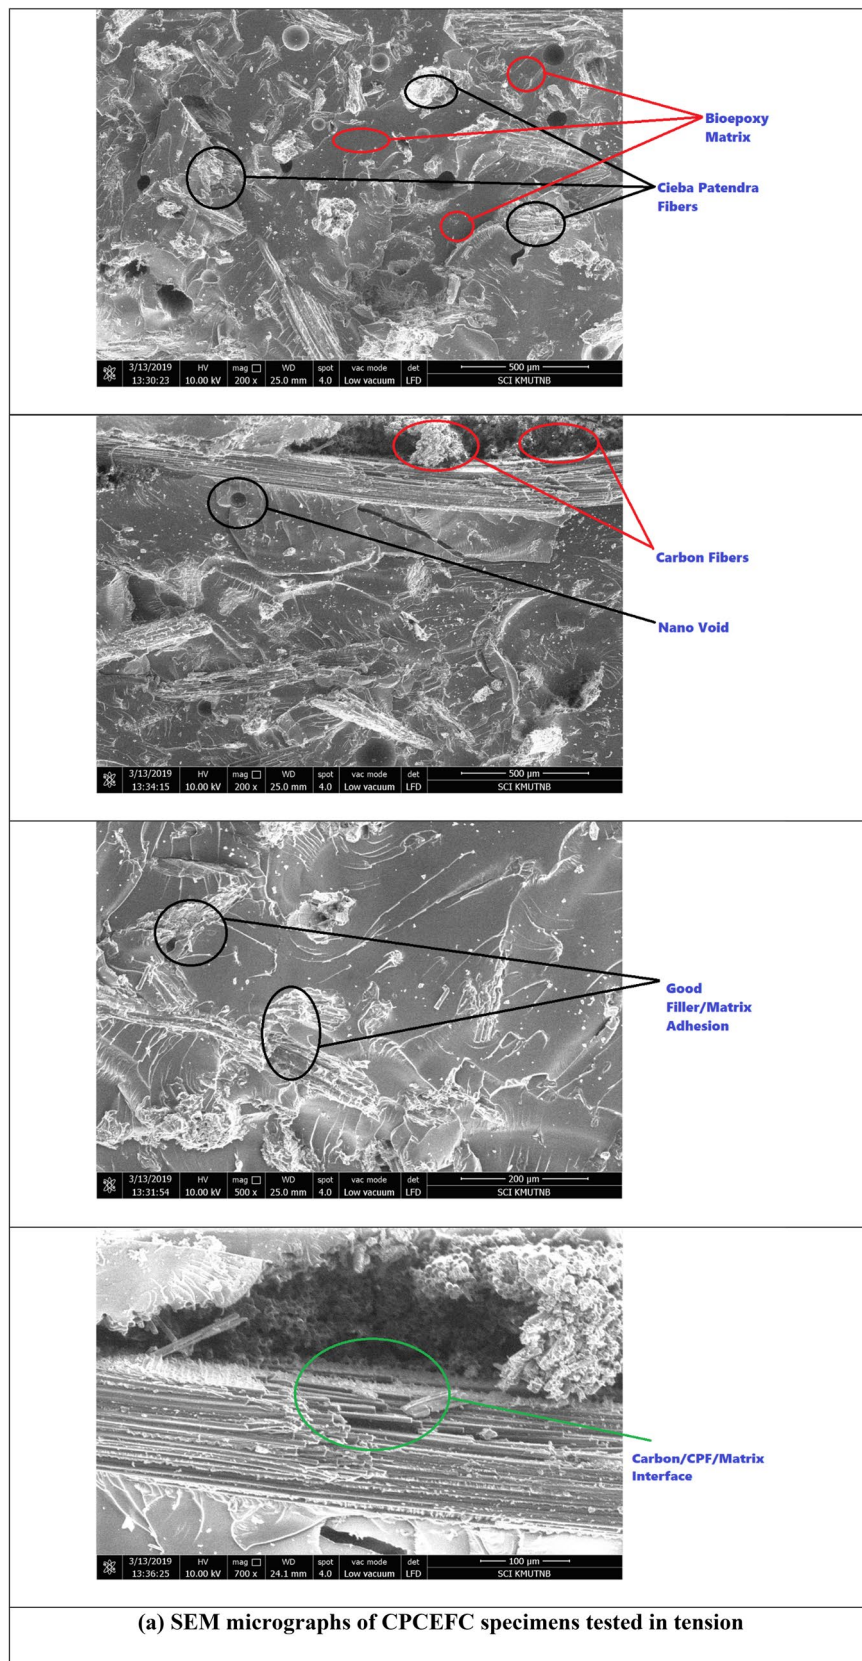 Bioepoxy
Matrix
Cieba Patendra
Fibers
3/13/2019 HV mag WD spot vac mode det 500 µm
13:30:23 10.00 kV 200 x 25.0 mm 4.0 Low vacuum LFD SCI KMUTNB
Carbon Fibers
Nano Void
3/13/2019 HV mag WD spot vac mode det 500 µm
13:34:15 10.00 kV 200 x 25.0 mm 4.0 Low vacuum LFD SCI KMUTNB
Good
Filler/Matrix
Adhesion
3/13/2019 HV mag WD spot vac mode det 200 µm
13:31:54 10.00 kV 500 x 25.0 mm 4.0 Low vacuum LFD SCI KMUTNB
Carbon/CPF/Matrix
Interface
3/13/2019 HV mag WD spot vac mode det 100 µm
13:36:25 10.00 kV 700 x 24.1 mm 4.0 Low vacuum LFD SCI KMUTNB
(a) SEM micrographs of CPCEFC specimens tested in tension